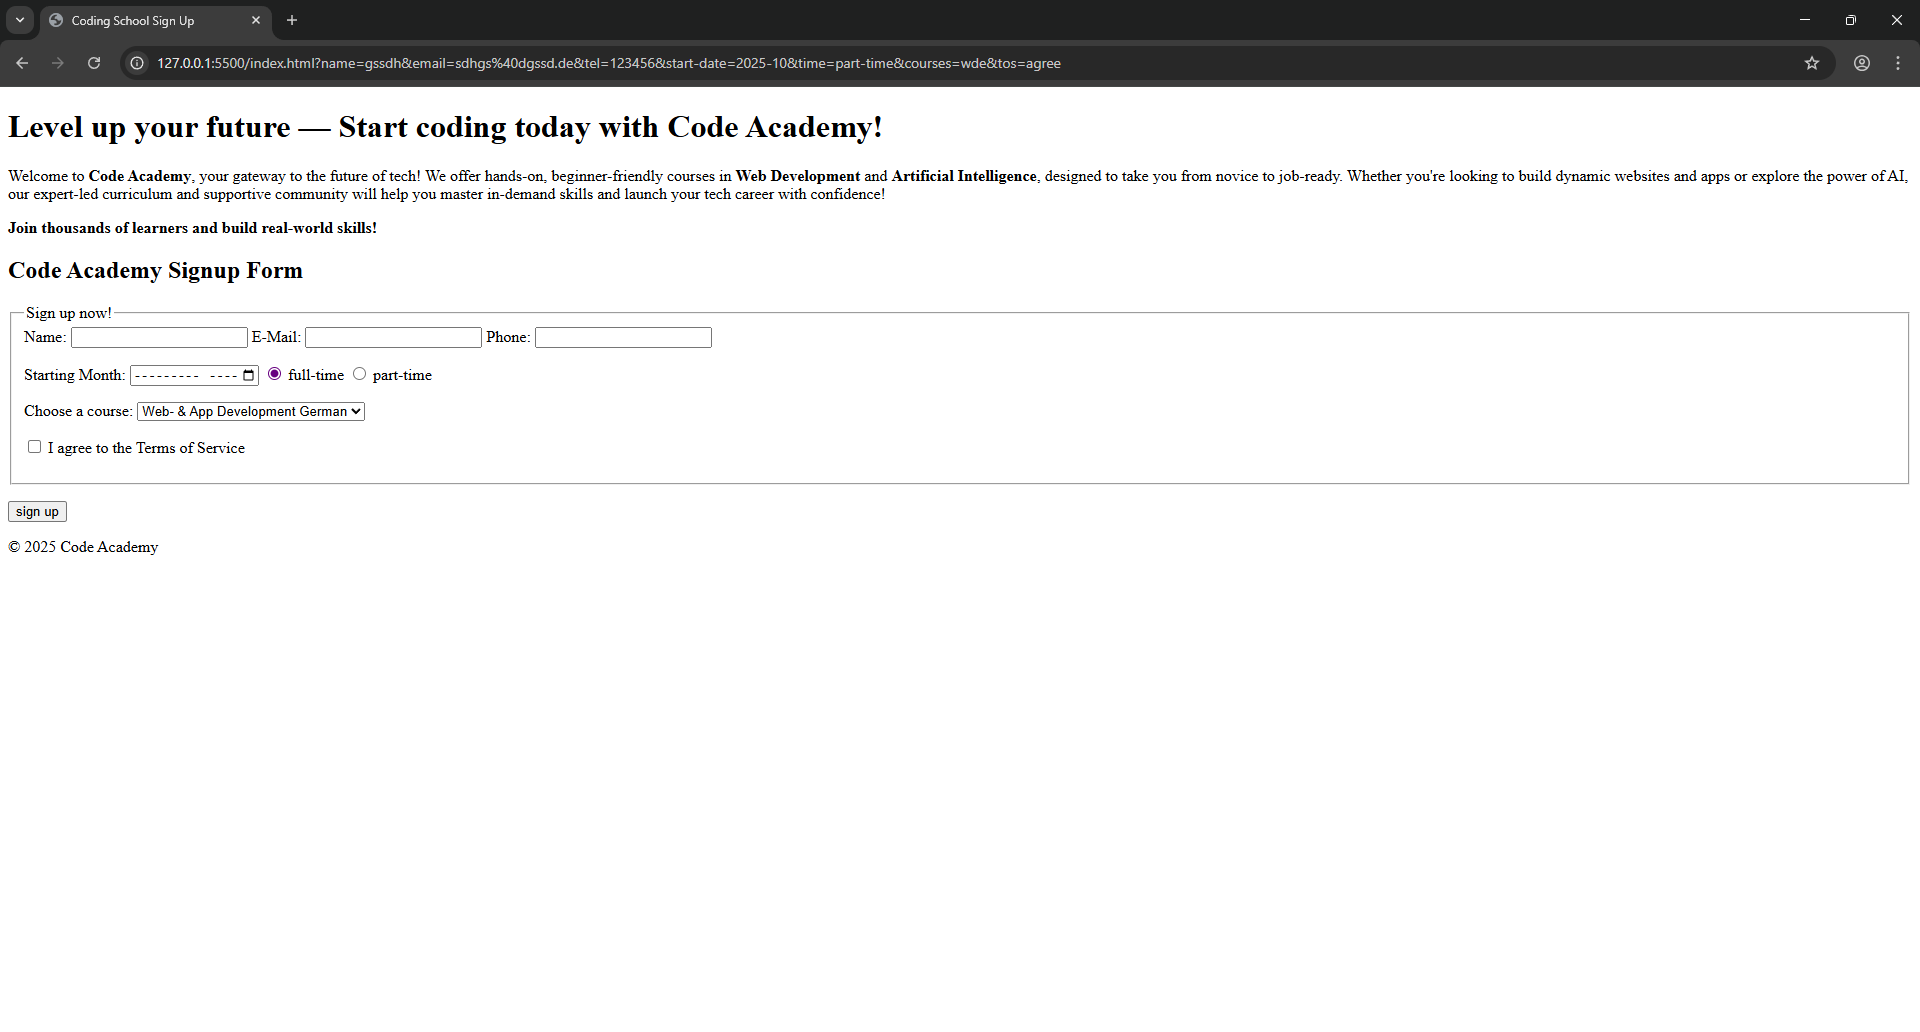 Coding School Sign Up
127.0.0.1:5500/index.html?name=gssdh&email=sdhgs%40dgssd.de&tel=123456&start-date=2025-10&time=part-time&courses=wde&tos=agree
Level up your future — Start coding today with Code Academy!
Welcome to Code Academy, your gateway to the future of tech! We offer hands-on, beginner-friendly courses in Web Development and Artificial Intelligence, designed to take you from novice to job-ready. Whether you're looking to build dynamic websites and apps or explore the power of AI,
our expert-led curriculum and supportive community will help you master in-demand skills and launch your tech career with confidence!
Join thousands of learners and build real-world skills!
Code Academy Signup Form
Sign up now!
Name: E-Mail: Phone:
Starting Month: --------- ---- full-time part-time
Choose a course: Web- & App Development German
I agree to the Terms of Service
sign up
© 2025 Code Academy